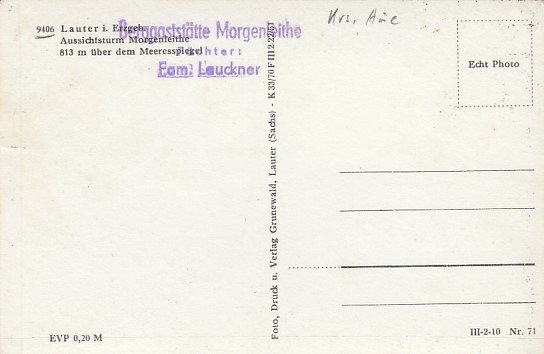 9406 Lauter i. Erzgeb.
Aussichtsturm Morgenleithe
813 m über dem Meeresspiegel
Berggaststätte Morgenleithe
Pächter:
Fam. Lauckner
Krs. Aue
Echt Photo
Foto, Druck u. Verlag Grunewald, Lauter (Sachs) - K 33/70 F III 2-22/57
EVP 0,20 M
III-2-10 Nr. 71